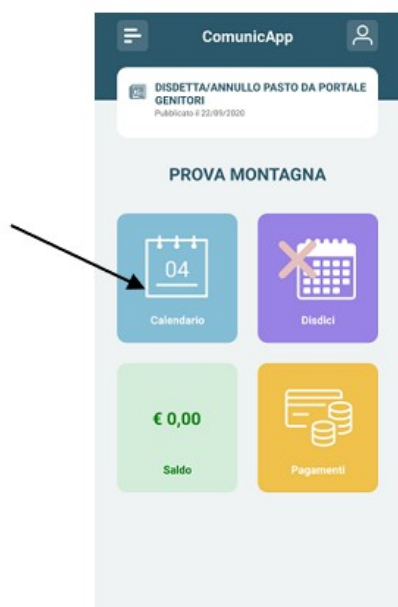 ComunicApp
DISDETTA/ANNULLO PASTO DA PORTALE
GENITORI
Pubblicato il 22/09/2020
PROVA MONTAGNA
04
Calendario
Disdici
€ 0,00
Saldo
Pagamenti